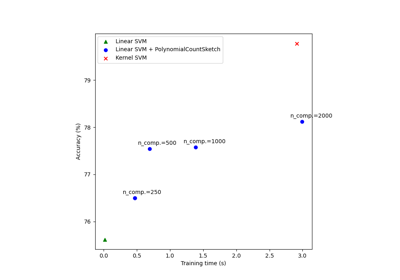 Linear SVM
Linear SVM + PolynomialCountSketch
Kernel SVM
79
n_comp.=2000
78
n_comp.=500
n_comp.=1000
77
n_comp.=250
76
Accuracy (%)
0.0 0.5 1.0 1.5 2.0 2.5 3.0
Training time (s)